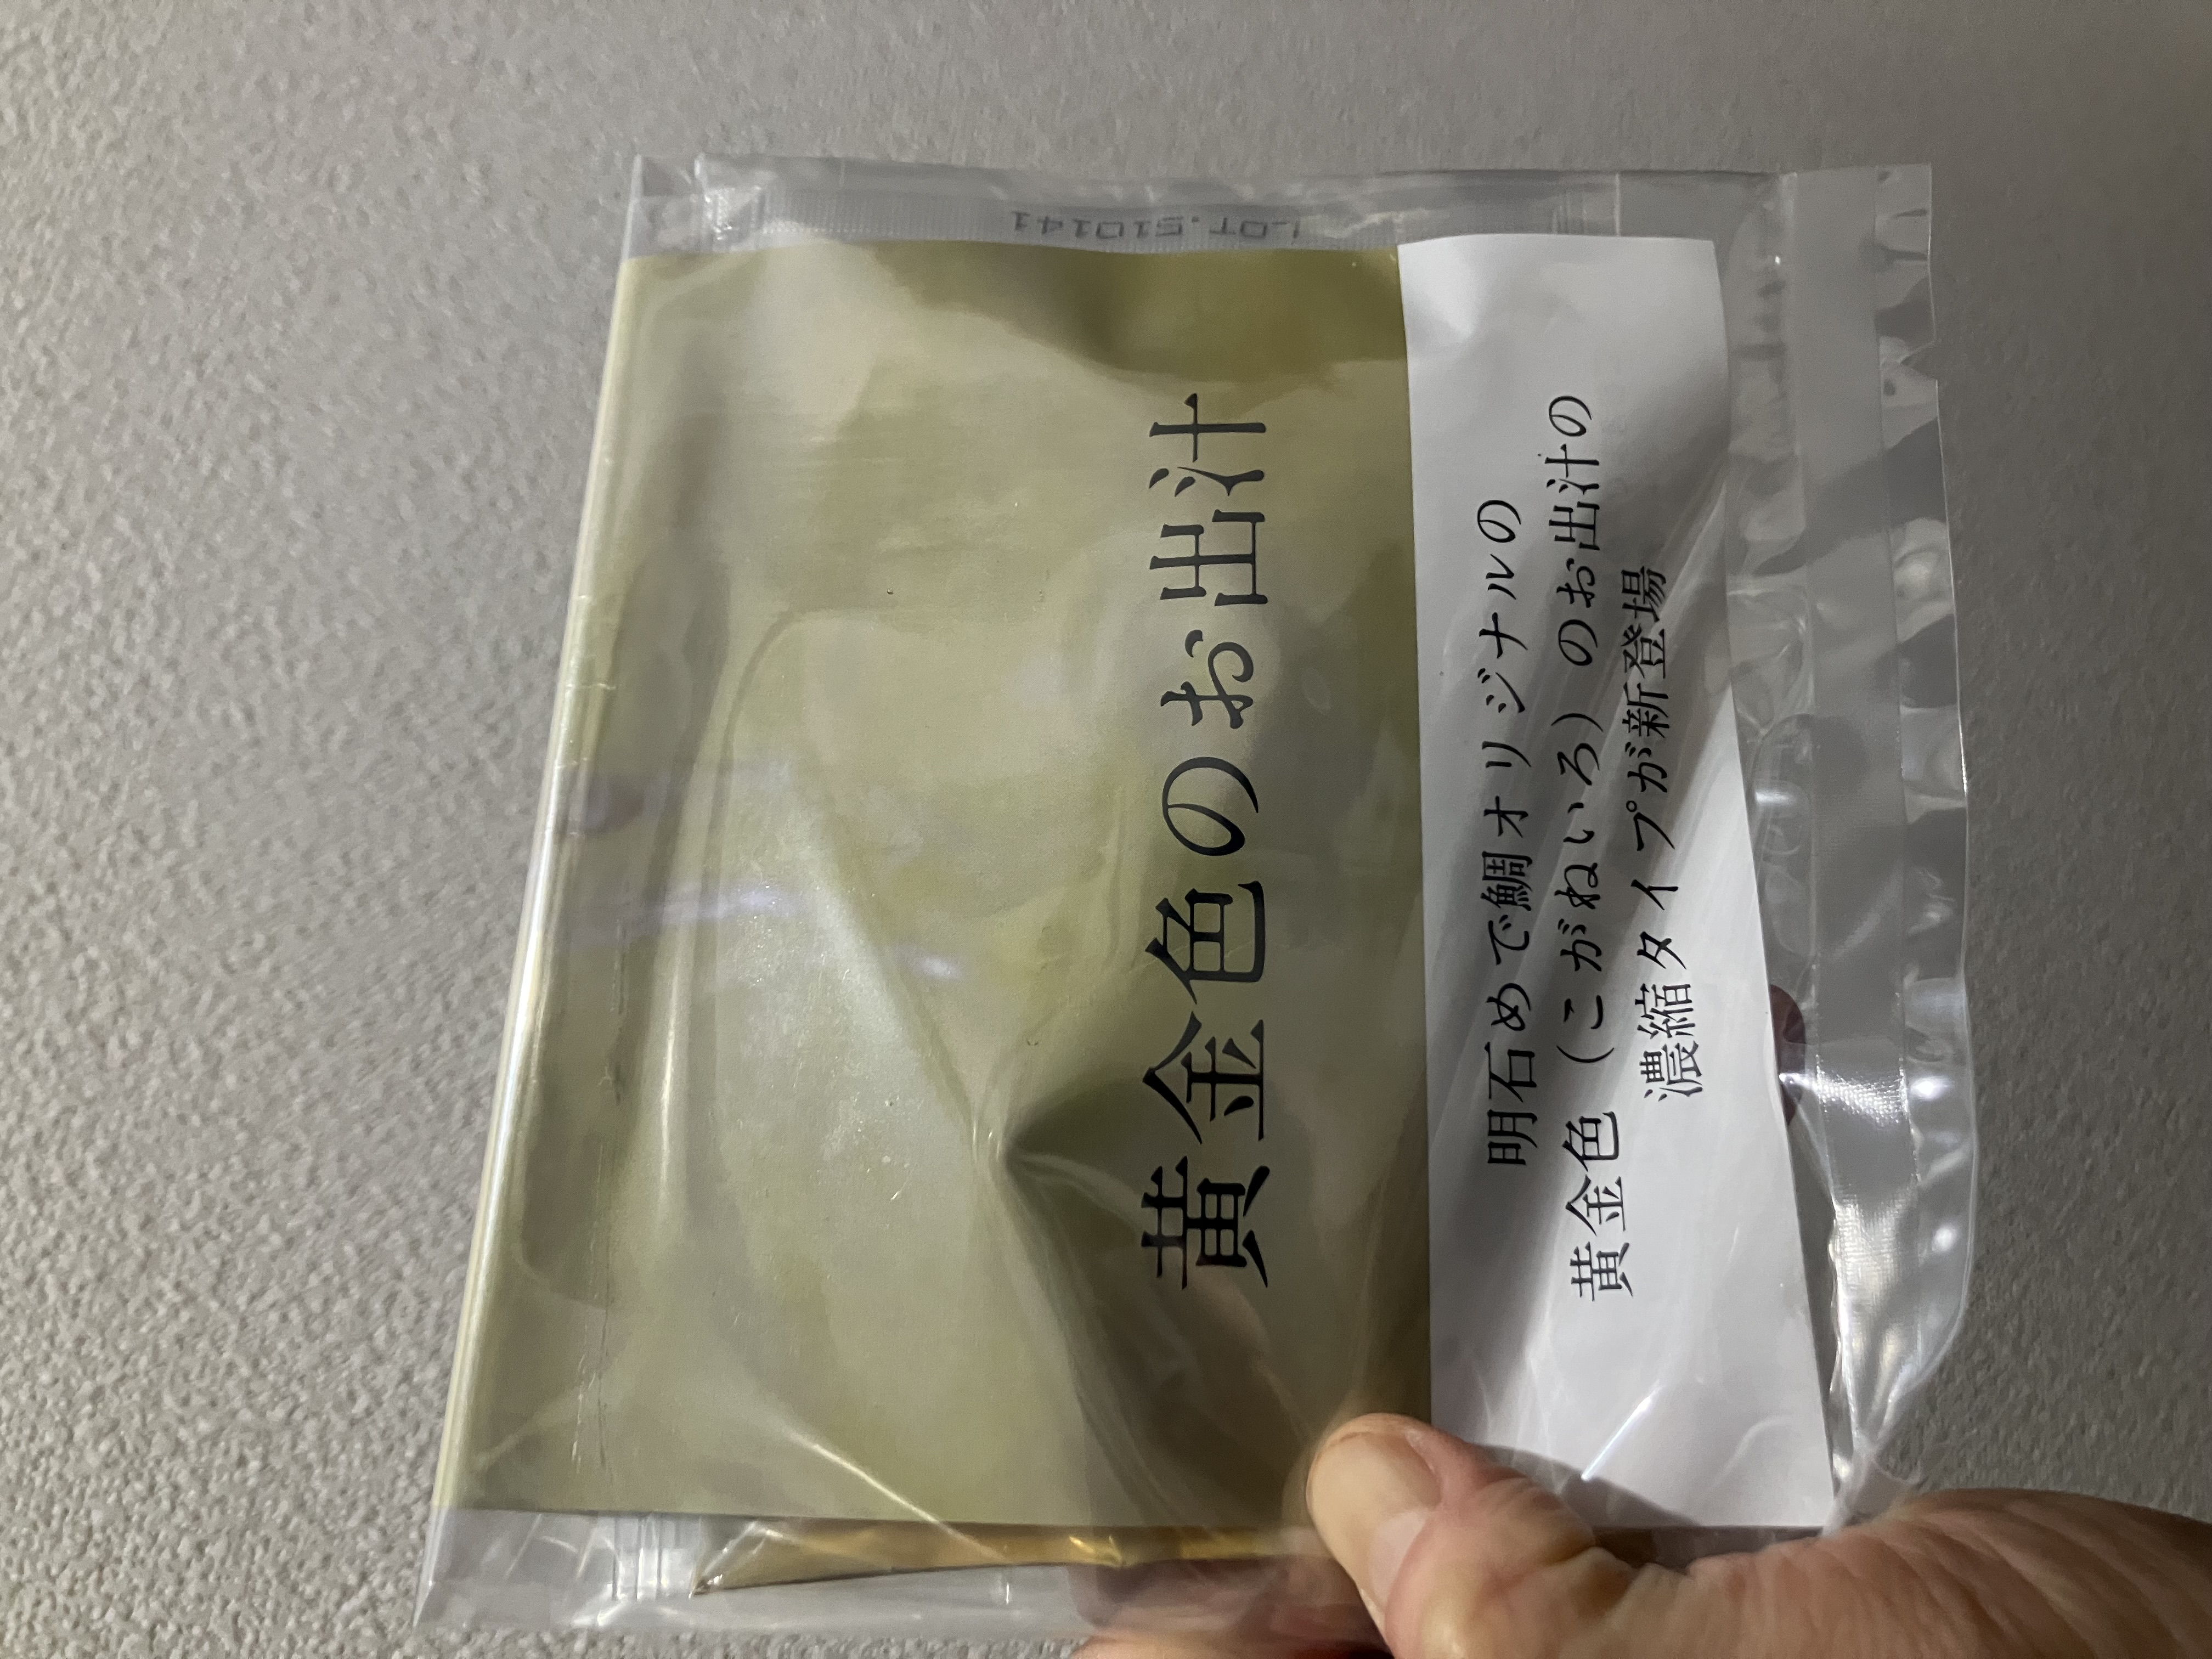 黄金色のお出汁
明石めで鯛オリジナルの
黄金色（こがねいろ）のお出汁の
濃縮タイプが新登場
LOT.510141